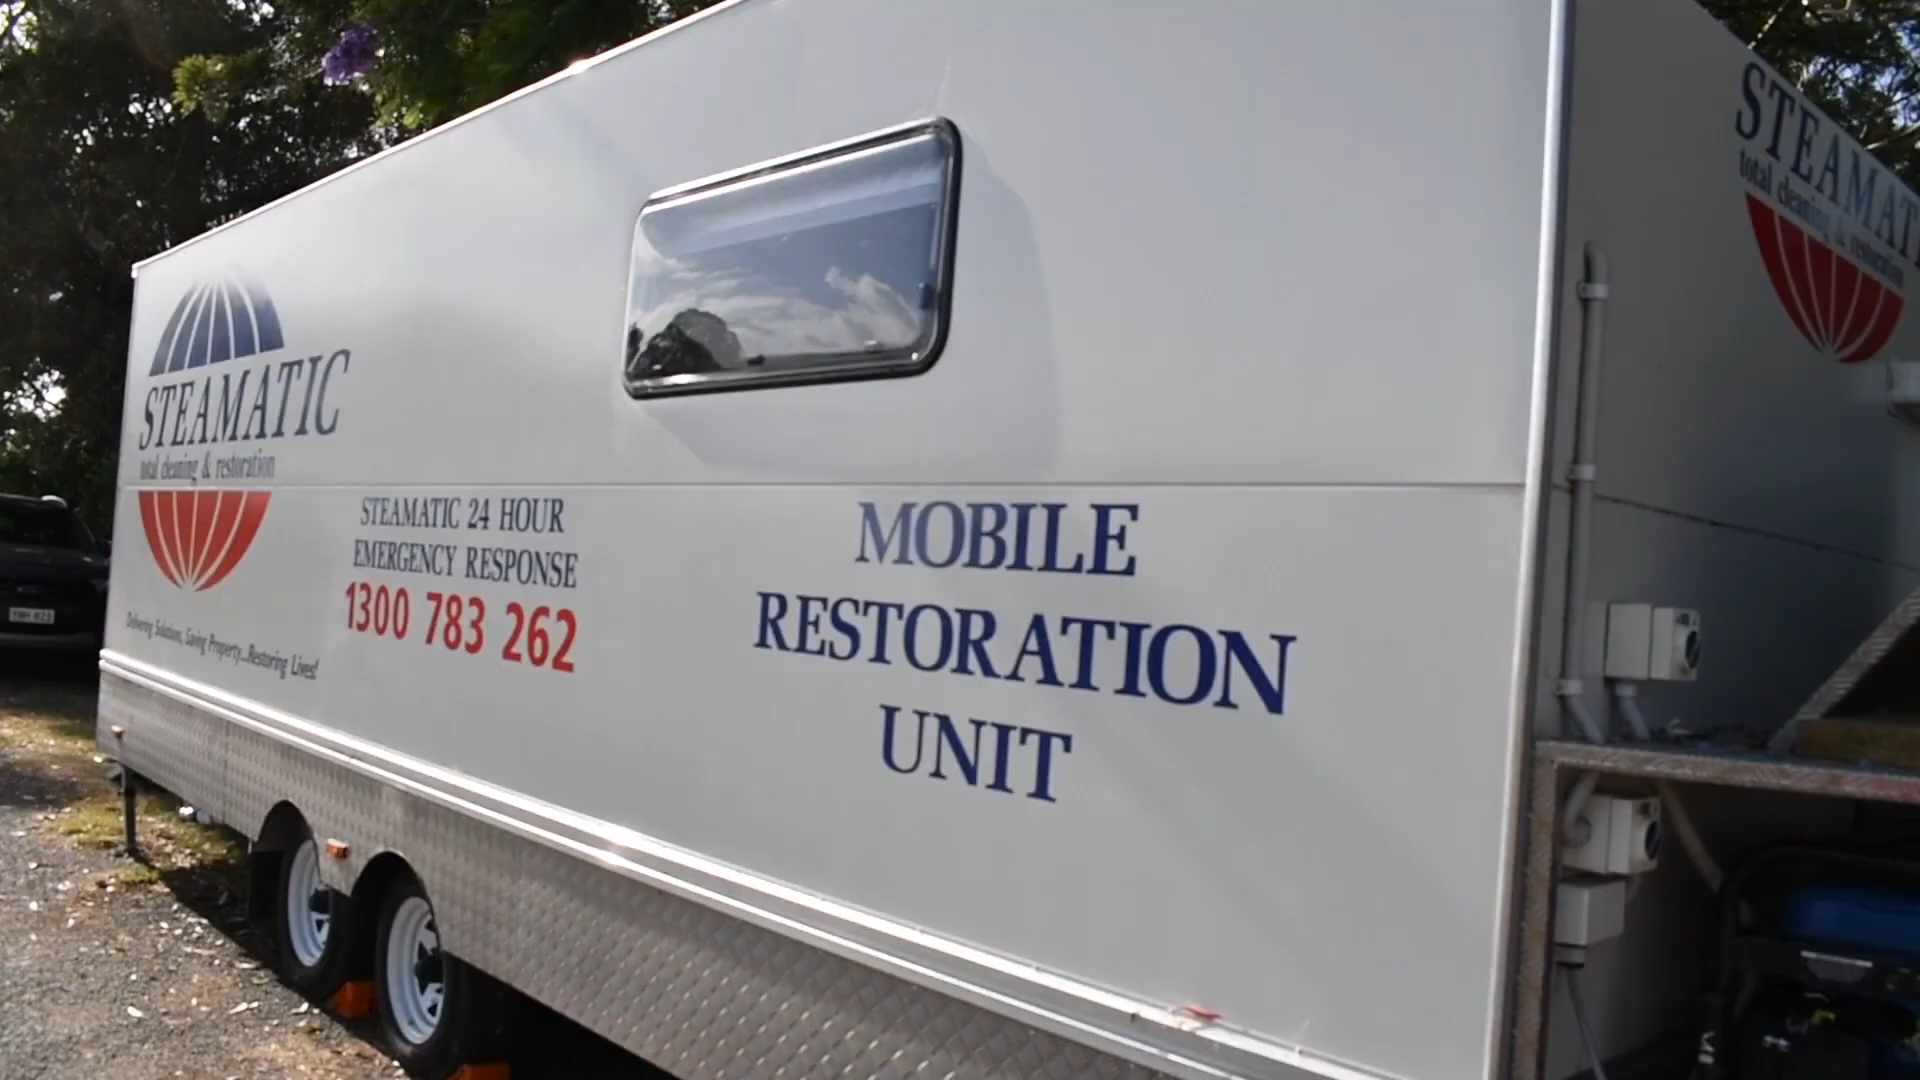 STEAMATIC
total cleaning & restoration
Delivering Solutions, Saving Property...Restoring Lives!
STEAMATIC 24 HOUR
EMERGENCY RESPONSE
1300 783 262
MOBILE
RESTORATION
UNIT
STEAMAT
total cleaning & restoration